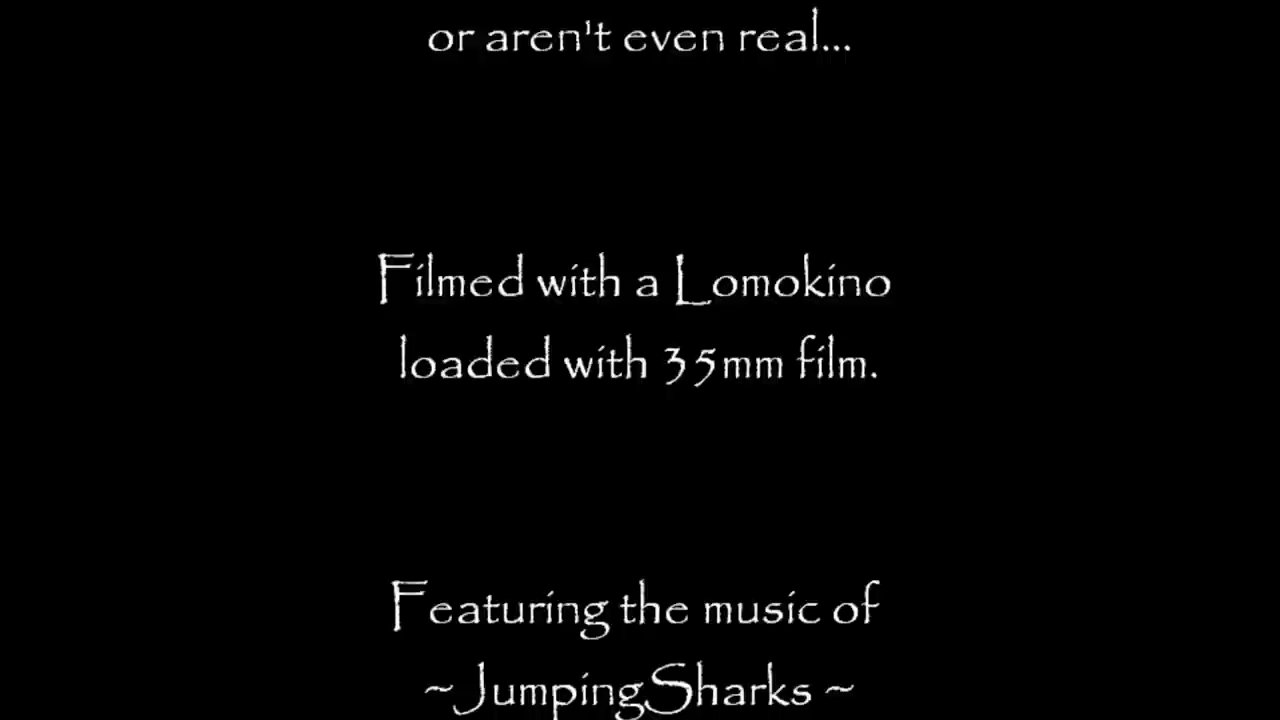 or aren't even real...
Filmed with a Lomokino
loaded with 35mm film.
Featuring the music of
~JumpingSharks ~